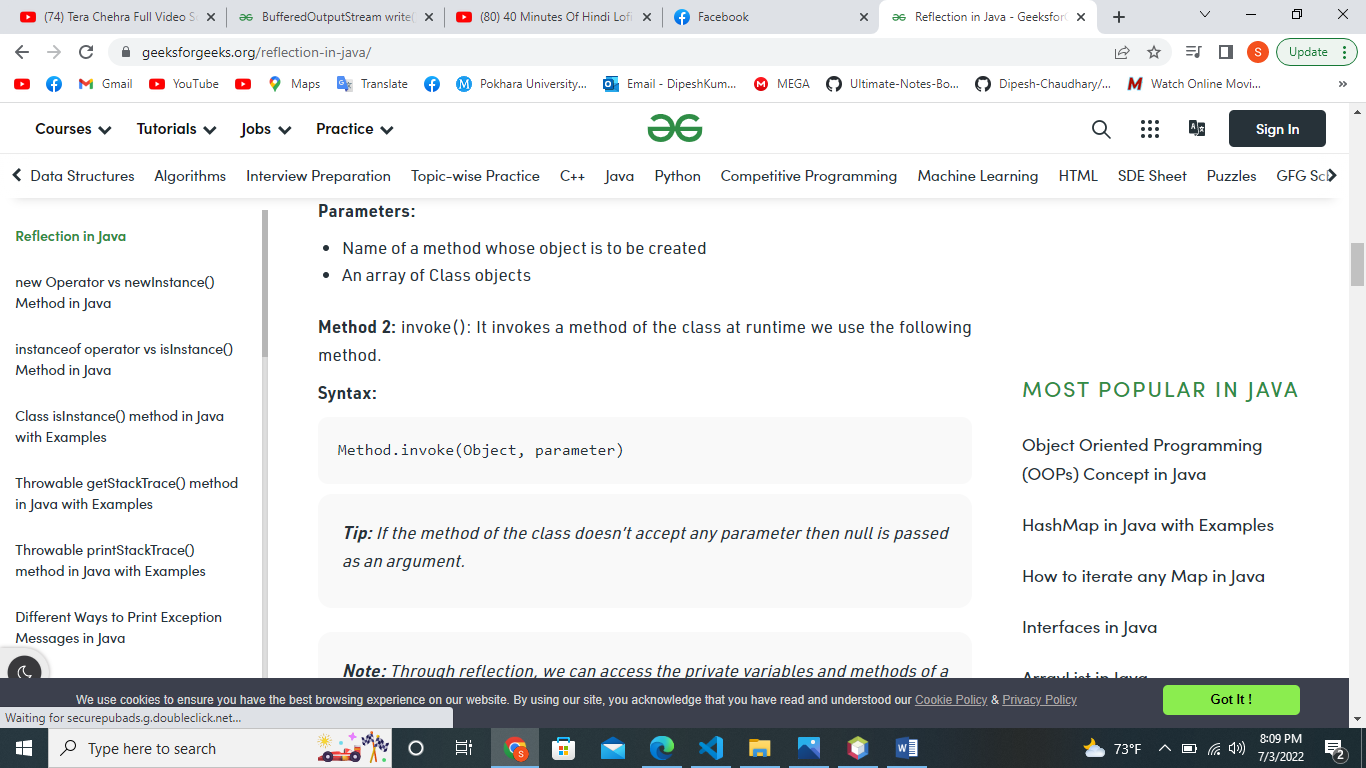 (74) Tera Chehra Full Video S
BufferedOutputStream write(
(80) 40 Minutes Of Hindi Lofi
Facebook
Reflection in Java - GeeksforG
geeksforgeeks.org/reflection-in-java/
S
Update
Gmail
YouTube
Maps
Translate
Pokhara University...
Email - DipeshKum...
MEGA
Ultimate-Notes-Bo...
Dipesh-Chaudhary/...
Watch Online Movi...
»
Courses
Tutorials
Jobs
Practice
Sign In
Data Structures
Algorithms
Interview Preparation
Topic-wise Practice
C++
Java
Python
Competitive Programming
Machine Learning
HTML
SDE Sheet
Puzzles
GFG Sch
Reflection in Java
new Operator vs newInstance()
Method in Java
instanceof operator vs isInstance()
Method in Java
Class isInstance() method in Java
with Examples
Throwable getStackTrace() method
in Java with Examples
Throwable printStackTrace()
method in Java with Examples
Different Ways to Print Exception
Messages in Java
Parameters:
• Name of a method whose object is to be created
• An array of Class objects
Method 2: invoke(): It invokes a method of the class at runtime we use the following
method.
Syntax:
Method.invoke(Object, parameter)
Tip: If the method of the class doesn't accept any parameter then null is passed
as an argument.
Note: Through reflection, we can access the private variables and methods of a
MOST POPULAR IN JAVA
Object Oriented Programming
(OOPs) Concept in Java
HashMap in Java with Examples
How to iterate any Map in Java
Interfaces in Java
ArrayList in Java
We use cookies to ensure you have the best browsing experience on our website. By using our site, you acknowledge that you have read and understood our Cookie Policy & Privacy Policy
Got It !
Waiting for securepubads.g.doubleclick.net...
Type here to search
73°F
8:09 PM
7/3/2022
2